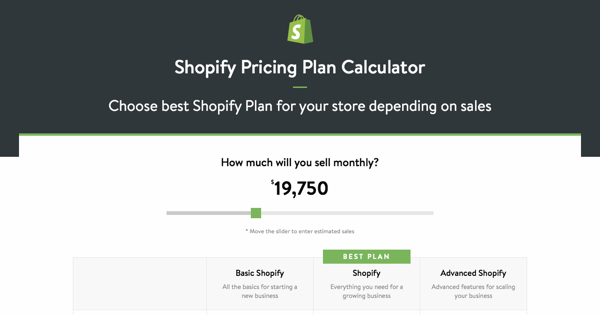 Shopify Pricing Plan Calculator
Choose best Shopify Plan for your store depending on sales
How much will you sell monthly?
$19,750
* Move the slider to enter estimated sales
BEST PLAN
Basic Shopify
All the basics for starting a
new business
Shopify
Everything you need for a
growing business
Advanced Shopify
Advanced features for scaling
your business